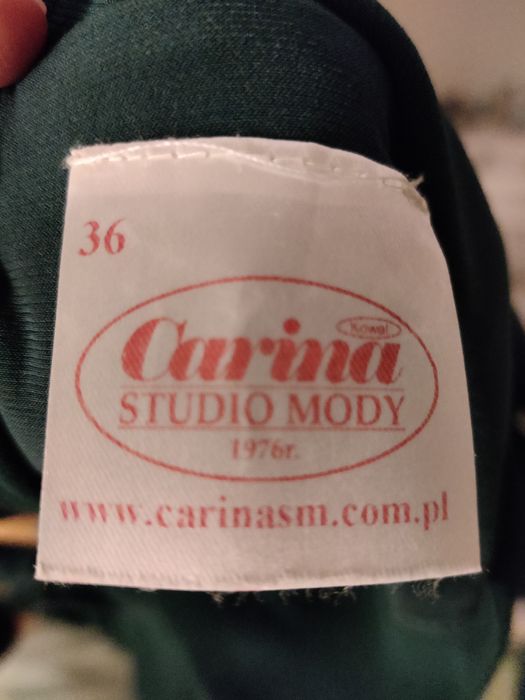 36
Kowal
Carina
STUDIO MODY
1976r.
www.carinasm.com.pl